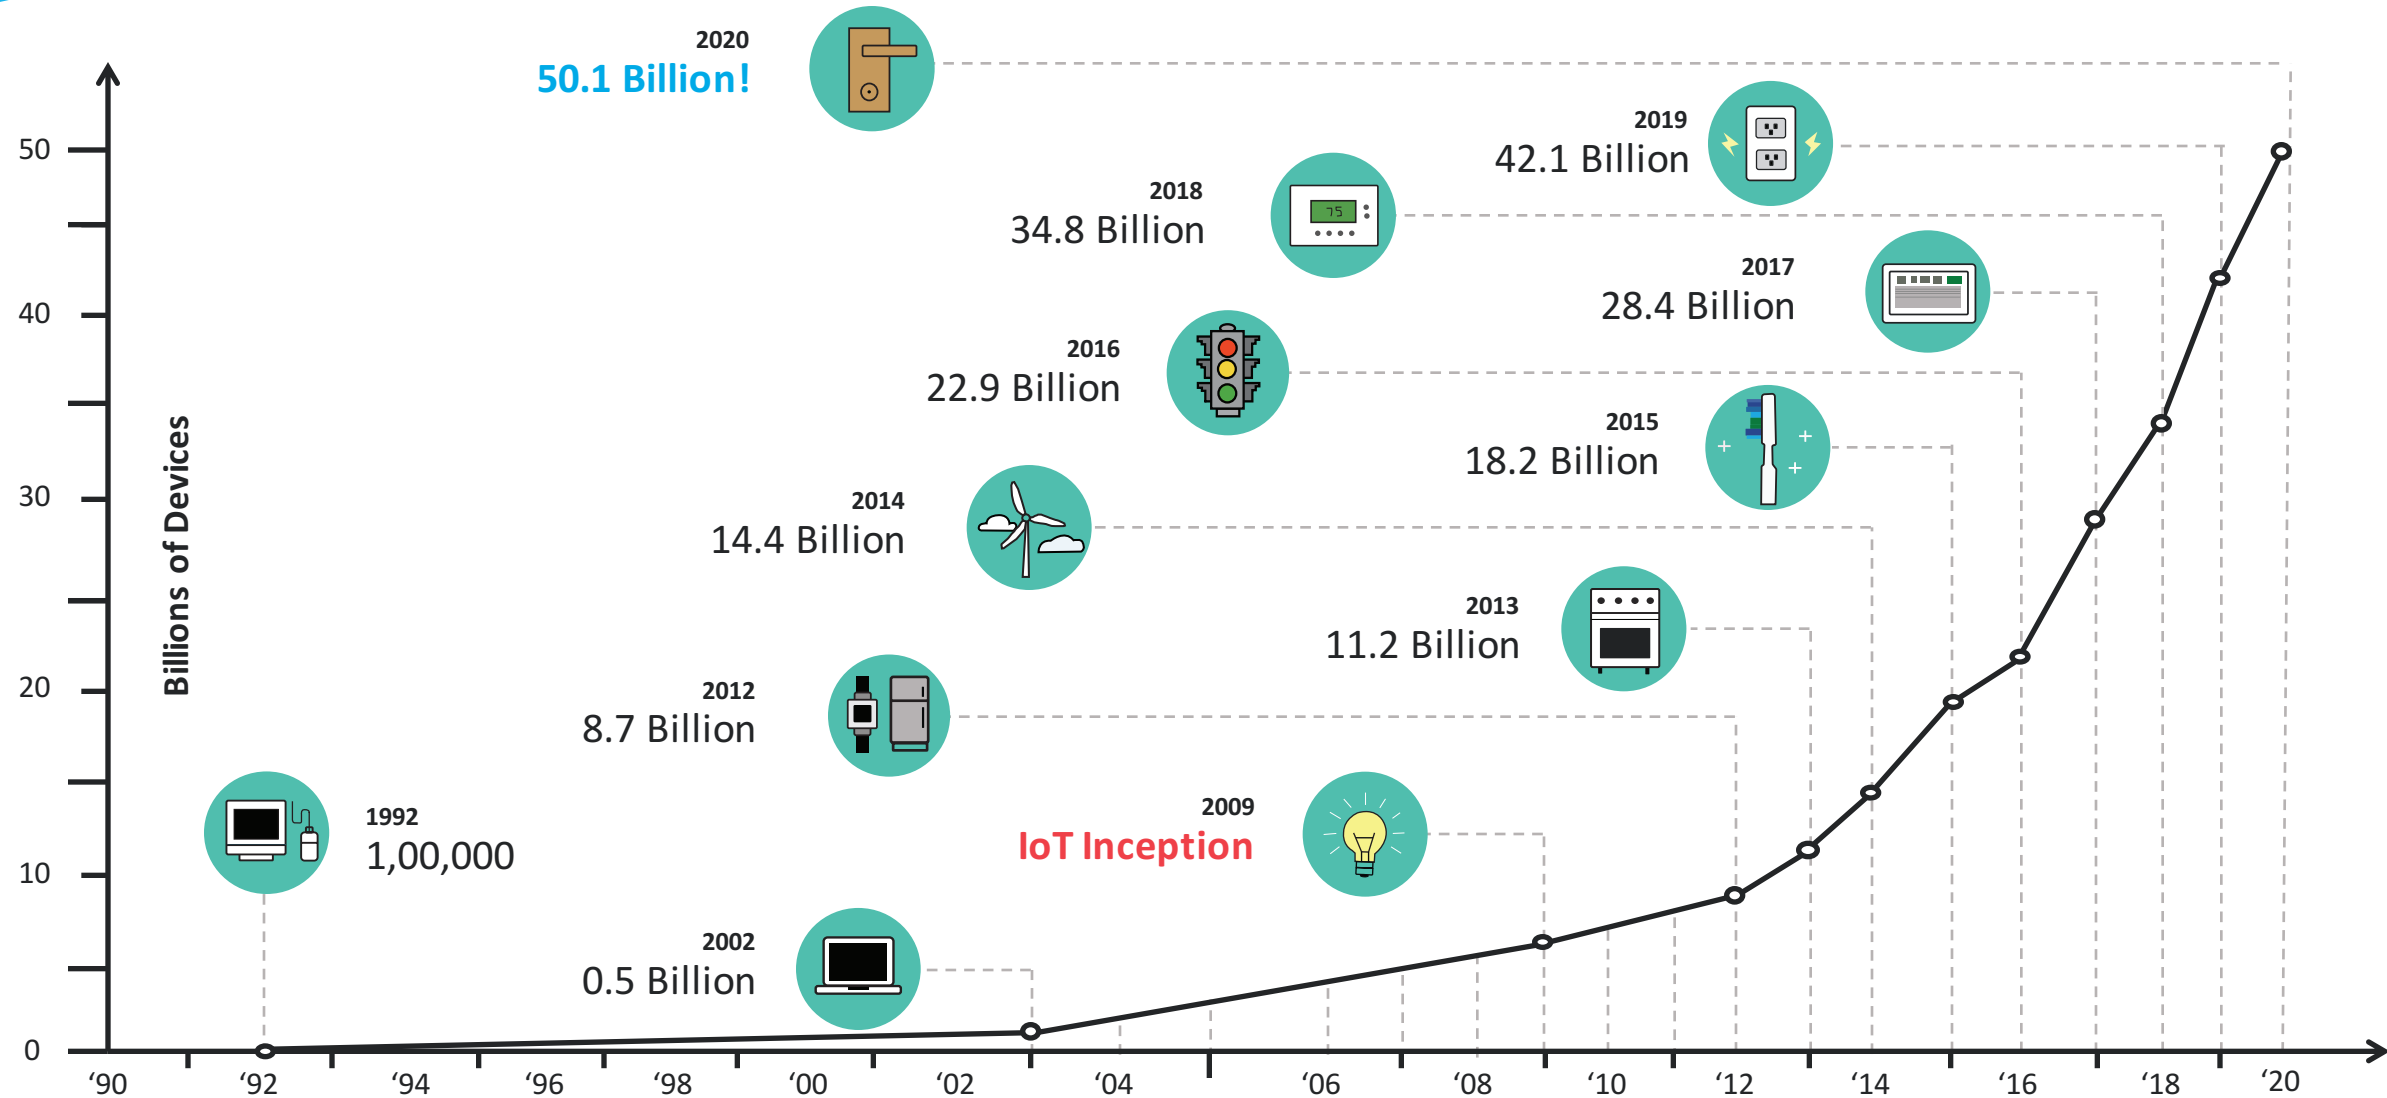 2020
50.1 Billion!
2019
42.1 Billion
2018
34.8 Billion
75
2017
28.4 Billion
2016
22.9 Billion
2015
18.2 Billion
2014
14.4 Billion
2013
11.2 Billion
2012
8.7 Billion
1992
1,00,000
2009
IoT Inception
2002
0.5 Billion
Billions of Devices
50
40
30
20
10
0
‘90 ‘92 ‘94 ‘96 ‘98 ‘00 ‘02 ‘04 ‘06 ‘08 ‘10 ‘12 ‘14 ‘16 ‘18 ‘20